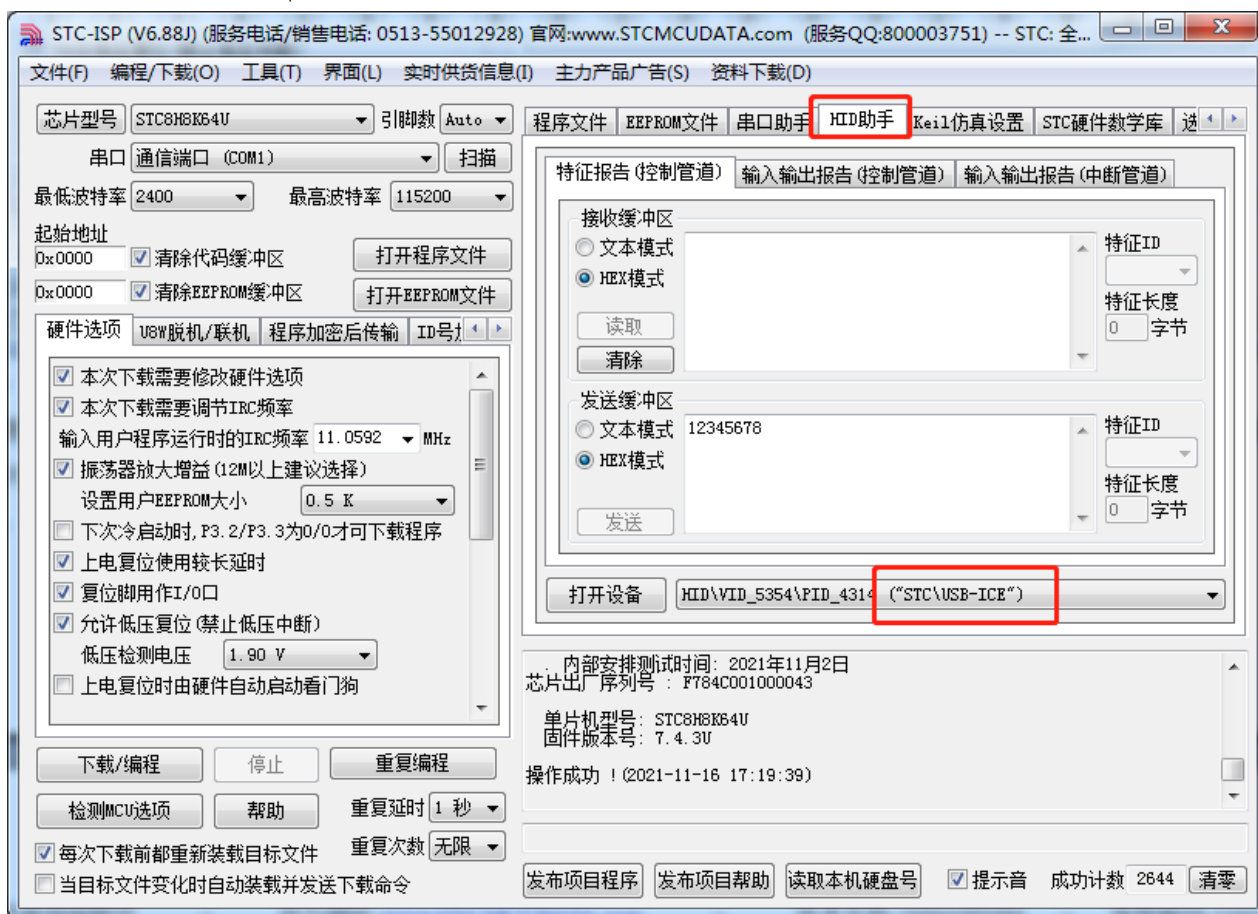 STC-ISP (V6.88J) (服务电话/销售电话: 0513-55012928) 官网:www.STCMCUDATA.com (服务QQ:800003751) -- STC: 全...
文件(F) 编程/下载(O) 工具(T) 界面(L) 实时供货信息(I) 主力产品广告(S) 资料下载(D)
芯片型号 STC8H8K64U 引脚数 Auto
串口 通信端口 (COM1) 扫描
最低波特率 2400 最高波特率 115200
起始地址
0x0000 清除代码缓冲区 打开程序文件
0x0000 清除EEPROM缓冲区 打开EEPROM文件
硬件选项 U8W脱机/联机 程序加密后传输 ID号
本次下载需要修改硬件选项
本次下载需要调节IRC频率
输入用户程序运行时的IRC频率 11.0592 MHz
振荡器放大增益(12M以上建议选择)
设置用户EEPROM大小 0.5 K
下次冷启动时,P3.2/P3.3为0/0才可下载程序
上电复位使用较长延时
复位脚用作I/O口
允许低压复位(禁止低压中断)
低压检测电压 1.90 V
上电复位时由硬件自动启动看门狗
下载/编程 停止 重复编程
检测MCU选项 帮助 重复延时 1 秒
每次下载前都重新装载目标文件 重复次数 无限
当目标文件变化时自动装载并发送下载命令
程序文件 EEPROM文件 串口助手 HID助手 Keil仿真设置 STC硬件数学库 选
特征报告(控制管道) 输入输出报告(控制管道) 输入输出报告(中断管道)
接收缓冲区
文本模式 特征ID
HEX模式
特征长度
读取 0 字节
清除
发送缓冲区
文本模式 12345678 特征ID
HEX模式
特征长度
发送 0 字节
打开设备 HID\VID_5354\PID_4314 ("STC\USB-ICE")
. 内部安排测试时间: 2021年11月2日
芯片出厂序列号 : F784C001000043
单片机型号: STC8H8K64U
固件版本号: 7.4.3U
操作成功 !(2021-11-16 17:19:39)
发布项目程序 发布项目帮助 读取本机硬盘号 提示音 成功计数 2644 清零